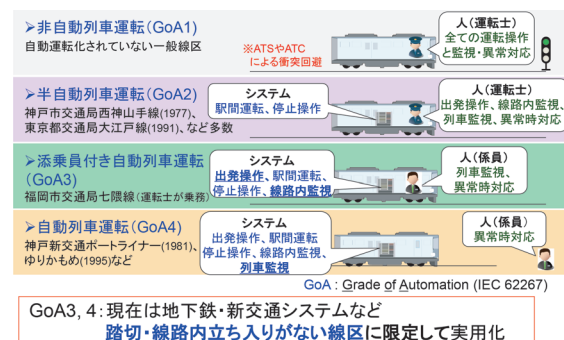 ➢非自動列車運転(GoA1)
自動運転化されていない一般線区
※ATSやATC
による衝突回避
人(運転士)
全ての運転操作
と監視・異常対応
➢半自動列車運転(GoA2)
神戸市交通局西神山手線(1977)、
東京都交通局大江戸線(1991)、など多数
システム
駅間運転、停止操作
人(運転士)
出発操作、線路内監視、
列車監視、異常時対応
➢添乗員付き自動列車運転
(GoA3)
福岡市交通局七隈線(運転士が乗務)
システム
出発操作、駅間運転、
停止操作、線路内監視
人(係員)
列車監視、
異常時対応
➢自動列車運転(GoA4)
神戸新交通ポートライナー(1981)、
ゆりかもめ(1995)など
システム
出発操作、駅間運転
停止操作、線路内監視、
列車監視
人(係員)
異常時対応
GoA : Grade of Automation (IEC 62267)
GoA3, 4:現在は地下鉄・新交通システムなど
踏切・線路内立ち入りがない線区に限定して実用化